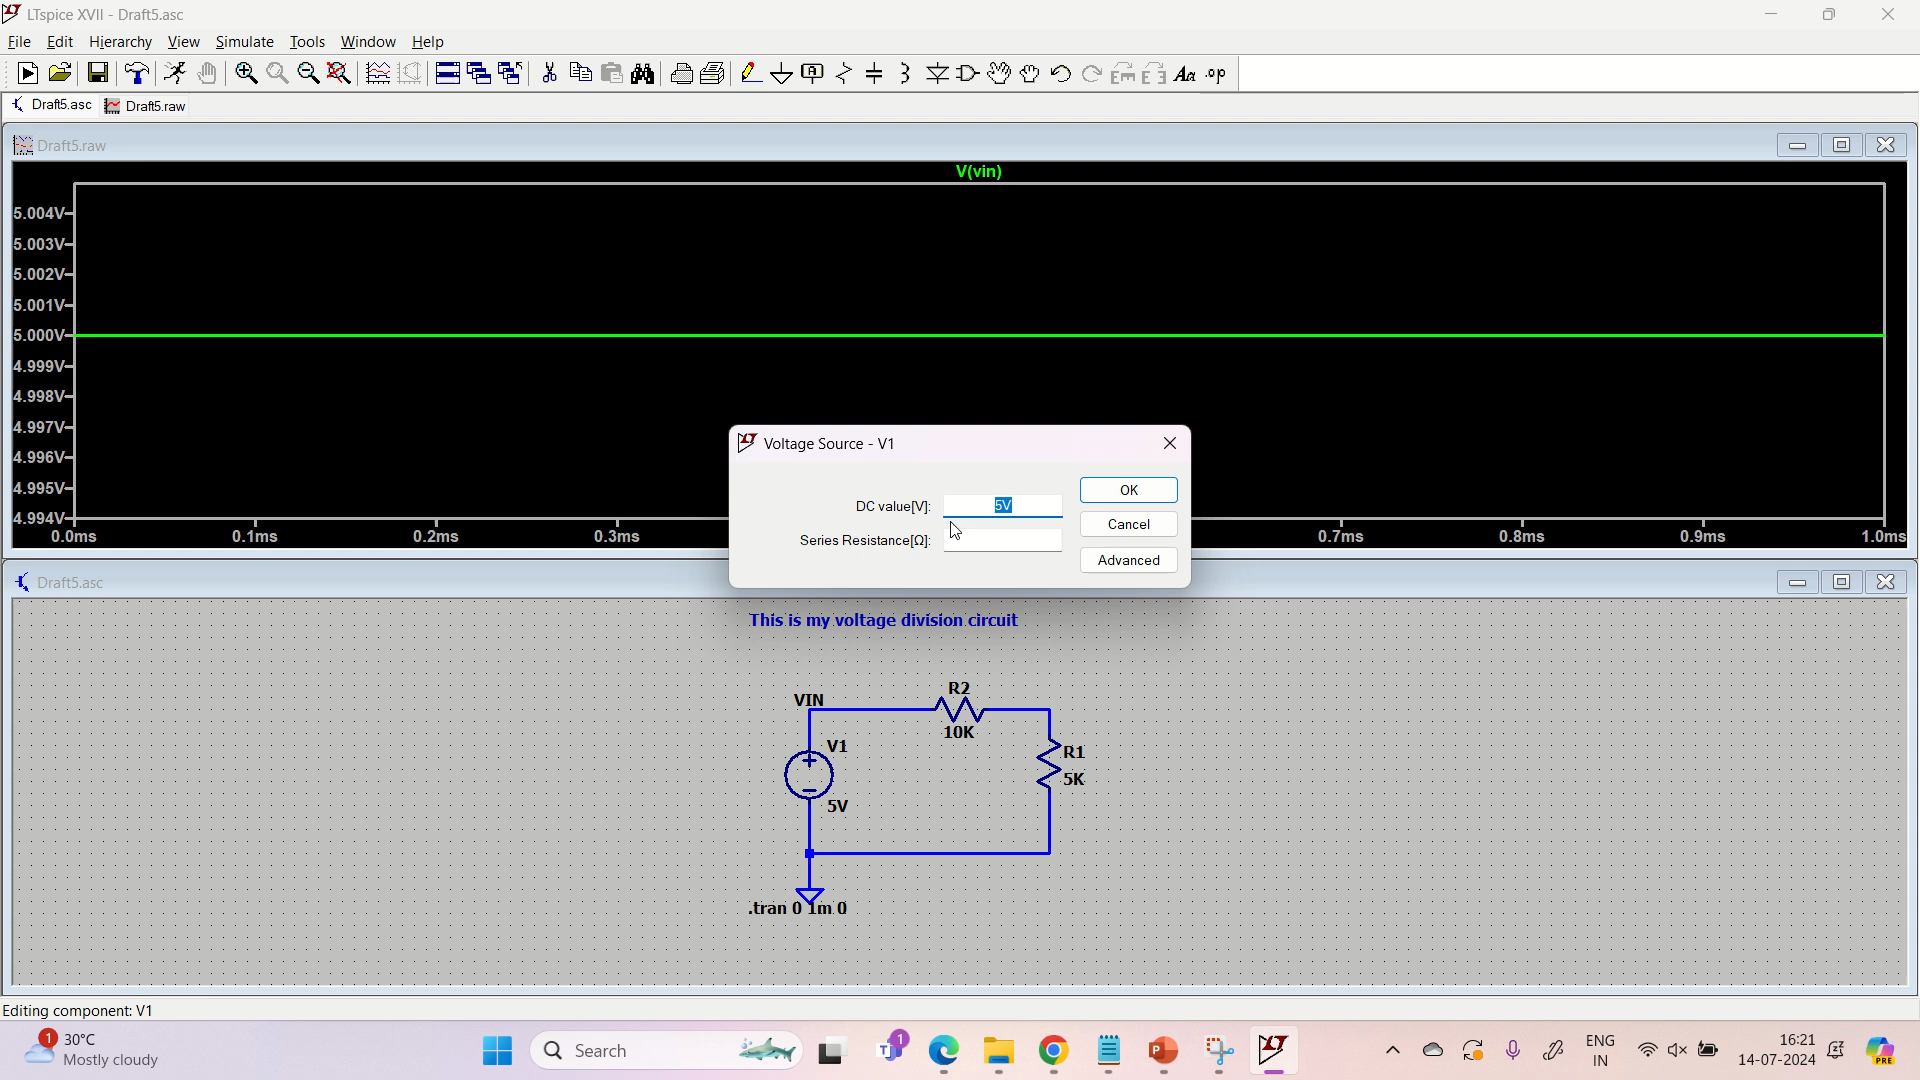 LTspice XVII - Draft5.asc
File Edit Hierarchy View Simulate Tools Window Help
A Aa .op
Draft5.asc Draft5.raw
Draft5.raw
V(vin)
5.004V
5.003V
5.002V
5.001V
5.000V
4.999V
4.998V
4.997V
4.996V
4.995V
4.994V
0.0ms 0.1ms 0.2ms 0.3ms 0.7ms 0.8ms 0.9ms 1.0ms
Voltage Source - V1
DC value[V]: 5V
Series Resistance[Ω]:
OK
Cancel
Advanced
Draft5.asc
This is my voltage division circuit
VIN
R2
10K
V1
5V
R1
5K
.tran 0 1m 0
Editing component: V1
1
30°C
Mostly cloudy
Search
1
ENG
IN
16:21
14-07-2024
PRE